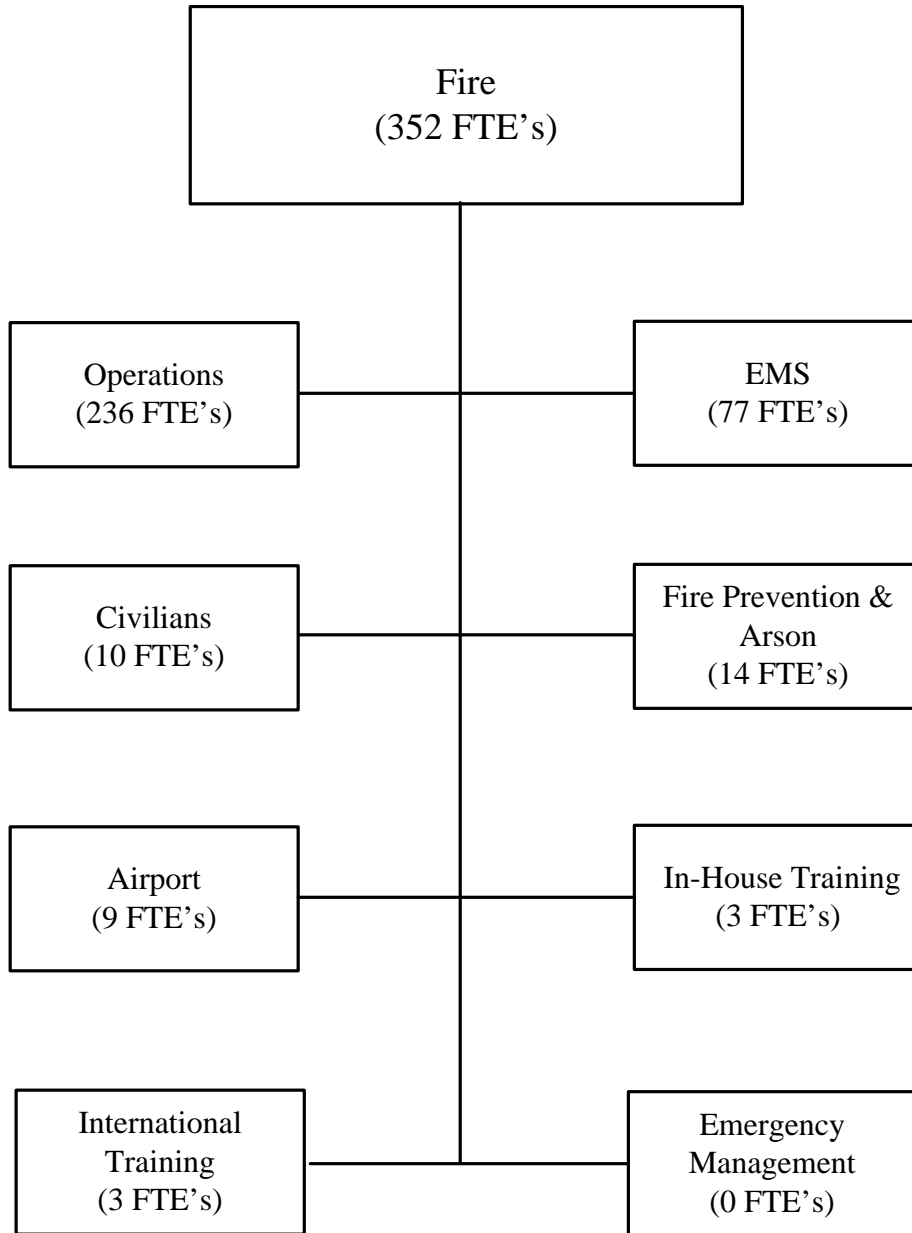 Fire
(352 FTE’s)
Operations
(236 FTE’s)
EMS
(77 FTE’s)
Civilians
(10 FTE’s)
Fire Prevention &
Arson
(14 FTE’s)
Airport
(9 FTE’s)
In-House Training
(3 FTE’s)
International
Training
(3 FTE’s)
Emergency
Management
(0 FTE’s)